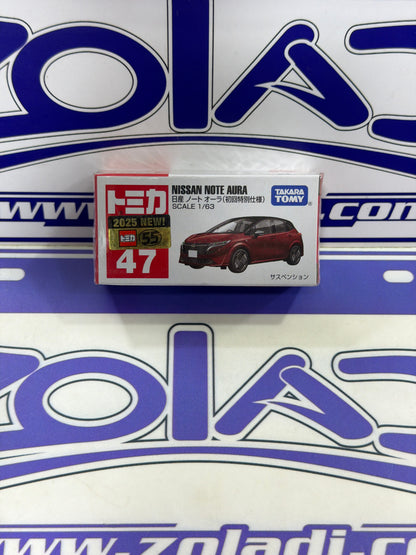 ZOLAD
www.zoladi.com
トミカ
2025 NEW!
トミカ 55
47
NISSAN NOTE AURA
日産 ノート オーラ(初回特別仕様)
SCALE 1/63
TAKARA
TOMY
サスペンション
ZOLAD
www.zoladi.com